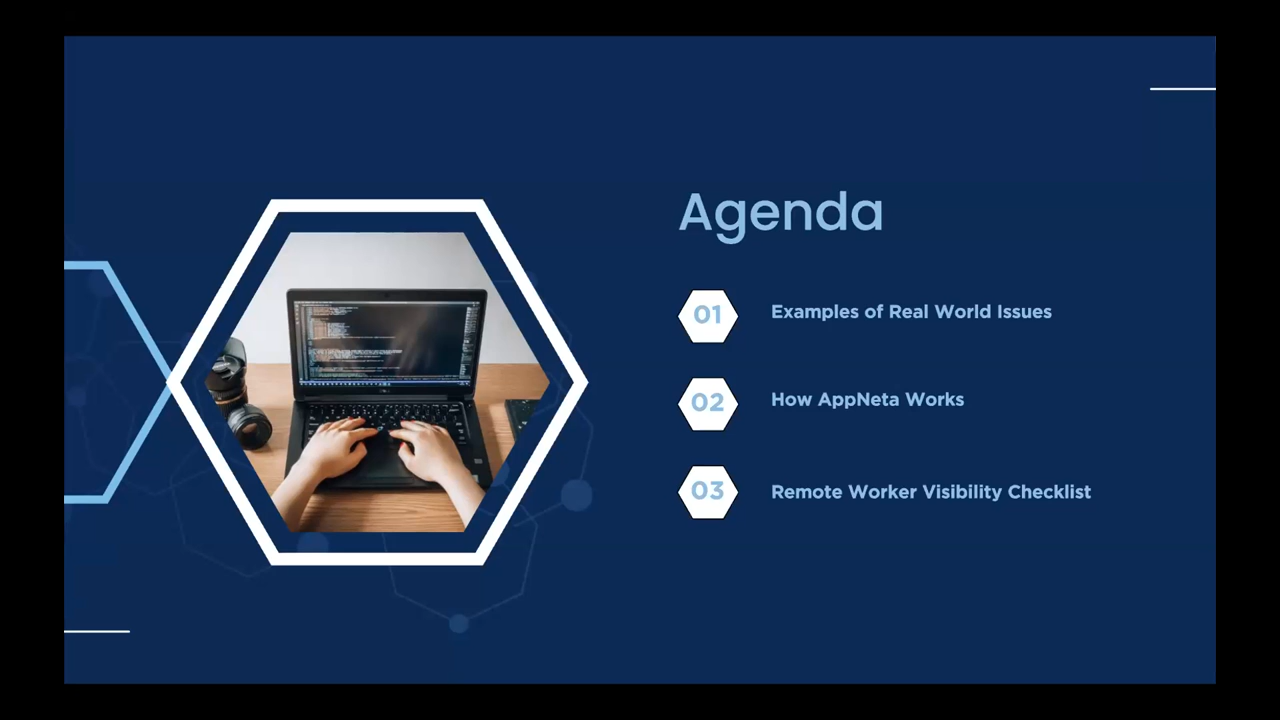 Agenda
01
Examples of Real World Issues
02
How AppNeta Works
03
Remote Worker Visibility Checklist